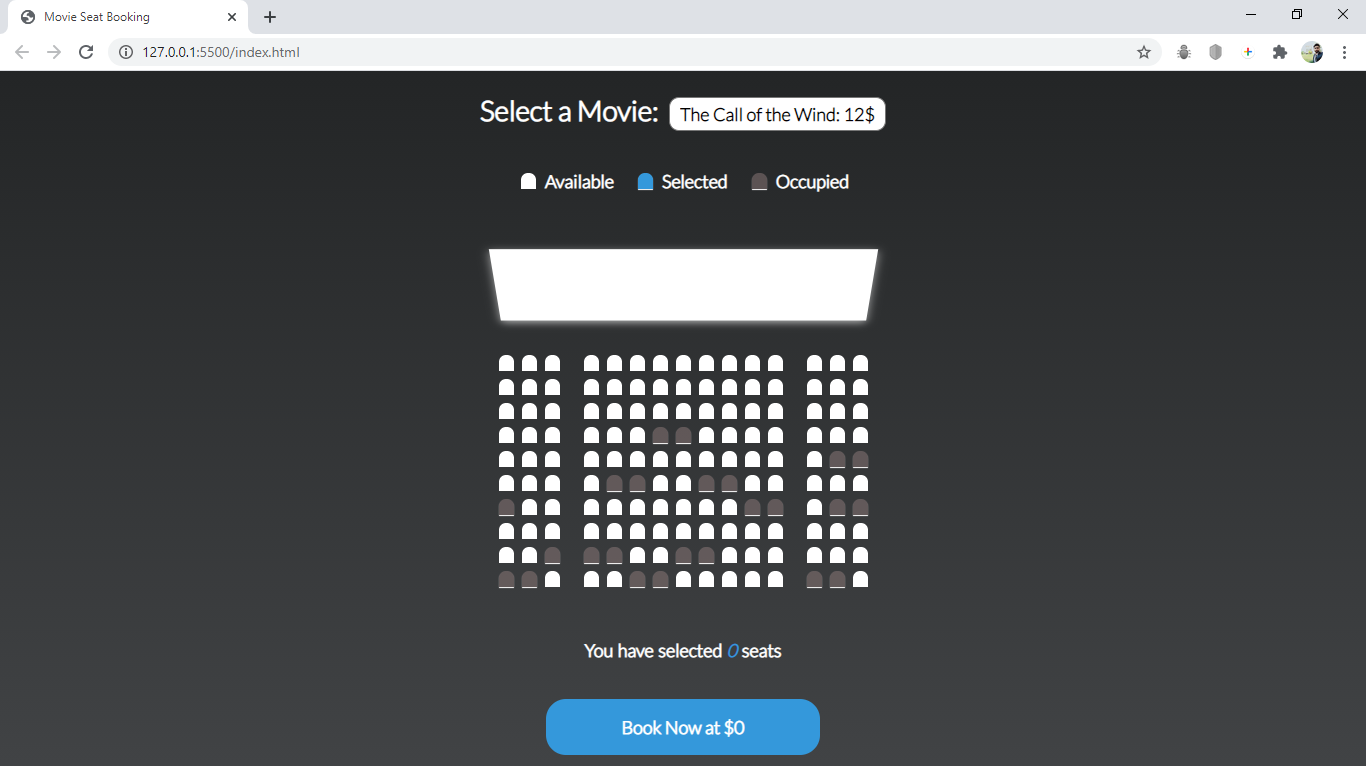 Movie Seat Booking
127.0.0.1:5500/index.html
Select a Movie: The Call of the Wind: 12$
Available Selected Occupied
You have selected 0 seats
Book Now at $0